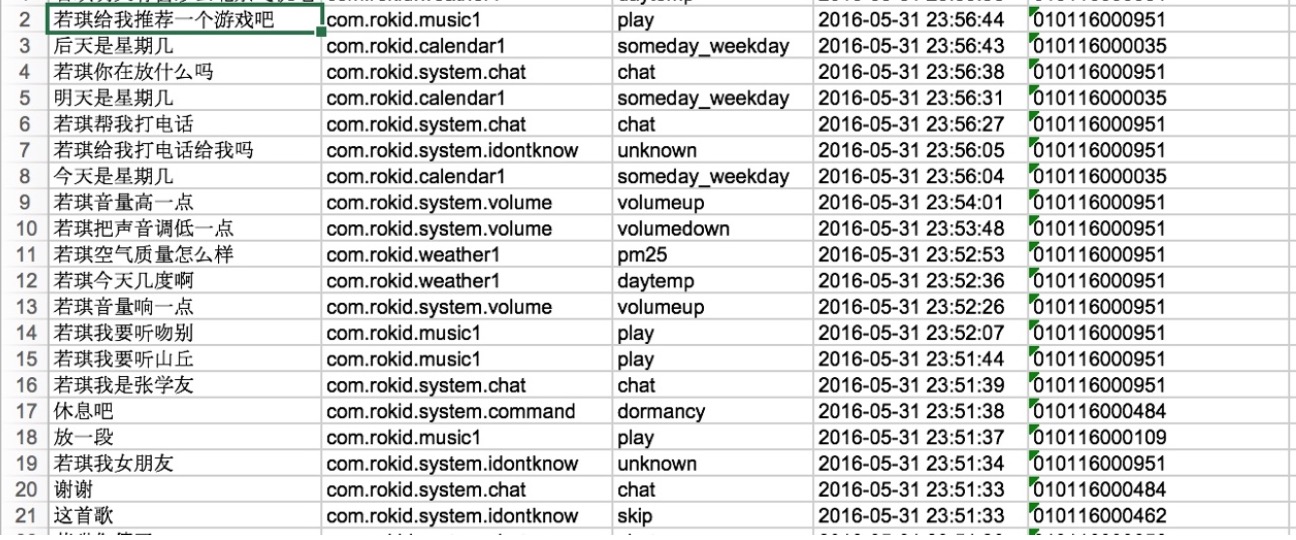 2 若琪给我推荐一个游戏吧 com.rokid.music1 play 2016-05-31 23:56:44 010116000951
3 后天是星期几 com.rokid.calendar1 someday_weekday 2016-05-31 23:56:43 010116000035
4 若琪你在放什么吗 com.rokid.system.chat chat 2016-05-31 23:56:38 010116000951
5 明天是星期几 com.rokid.calendar1 someday_weekday 2016-05-31 23:56:31 010116000035
6 若琪帮我打电话 com.rokid.system.chat chat 2016-05-31 23:56:27 010116000951
7 若琪给我打电话给我吗 com.rokid.system.idontknow unknown 2016-05-31 23:56:05 010116000951
8 今天是星期几 com.rokid.calendar1 someday_weekday 2016-05-31 23:56:04 010116000035
9 若琪音量高一点 com.rokid.system.volume volumeup 2016-05-31 23:54:01 010116000951
10 若琪把声音调低一点 com.rokid.system.volume volumedown 2016-05-31 23:53:48 010116000951
11 若琪空气质量怎么样 com.rokid.weather1 pm25 2016-05-31 23:52:53 010116000951
12 若琪今天几度啊 com.rokid.weather1 daytemp 2016-05-31 23:52:36 010116000951
13 若琪音量响一点 com.rokid.system.volume volumeup 2016-05-31 23:52:26 010116000951
14 若琪我要听吻别 com.rokid.music1 play 2016-05-31 23:52:07 010116000951
15 若琪我要听山丘 com.rokid.music1 play 2016-05-31 23:51:44 010116000951
16 若琪我是张学友 com.rokid.system.chat chat 2016-05-31 23:51:39 010116000951
17 休息吧 com.rokid.system.command dormancy 2016-05-31 23:51:38 010116000484
18 放一段 com.rokid.music1 play 2016-05-31 23:51:37 010116000109
19 若琪我女朋友 com.rokid.system.idontknow unknown 2016-05-31 23:51:34 010116000951
20 谢谢 com.rokid.system.chat chat 2016-05-31 23:51:33 010116000484
21 这首歌 com.rokid.system.idontknow skip 2016-05-31 23:51:33 010116000462